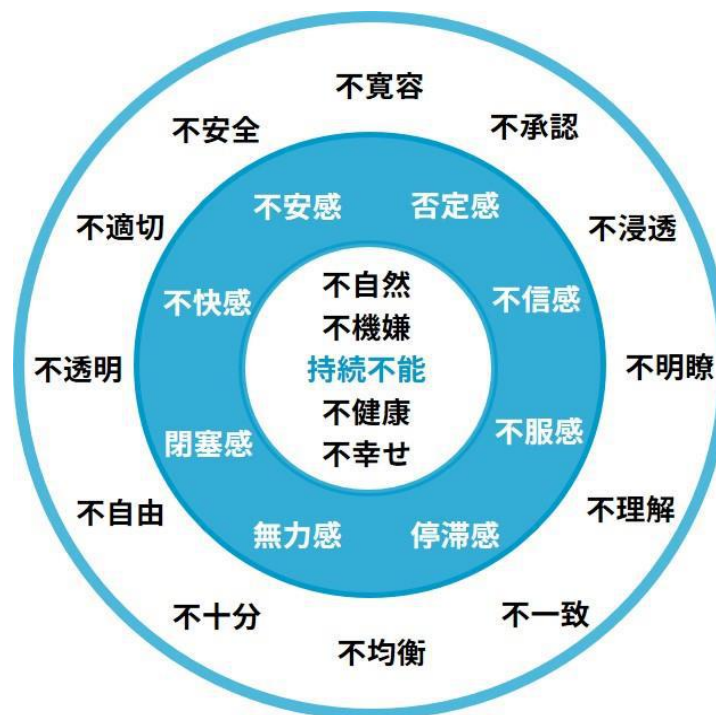 不寛容
不安全
不承認
不安感
否定感
不適切
不浸透
不自然
不快感
不信感
不機嫌
不透明
持続不能
不明瞭
不健康
閉塞感
不服感
不幸せ
不自由
不理解
無力感
停滞感
不十分
不一致
不均衡